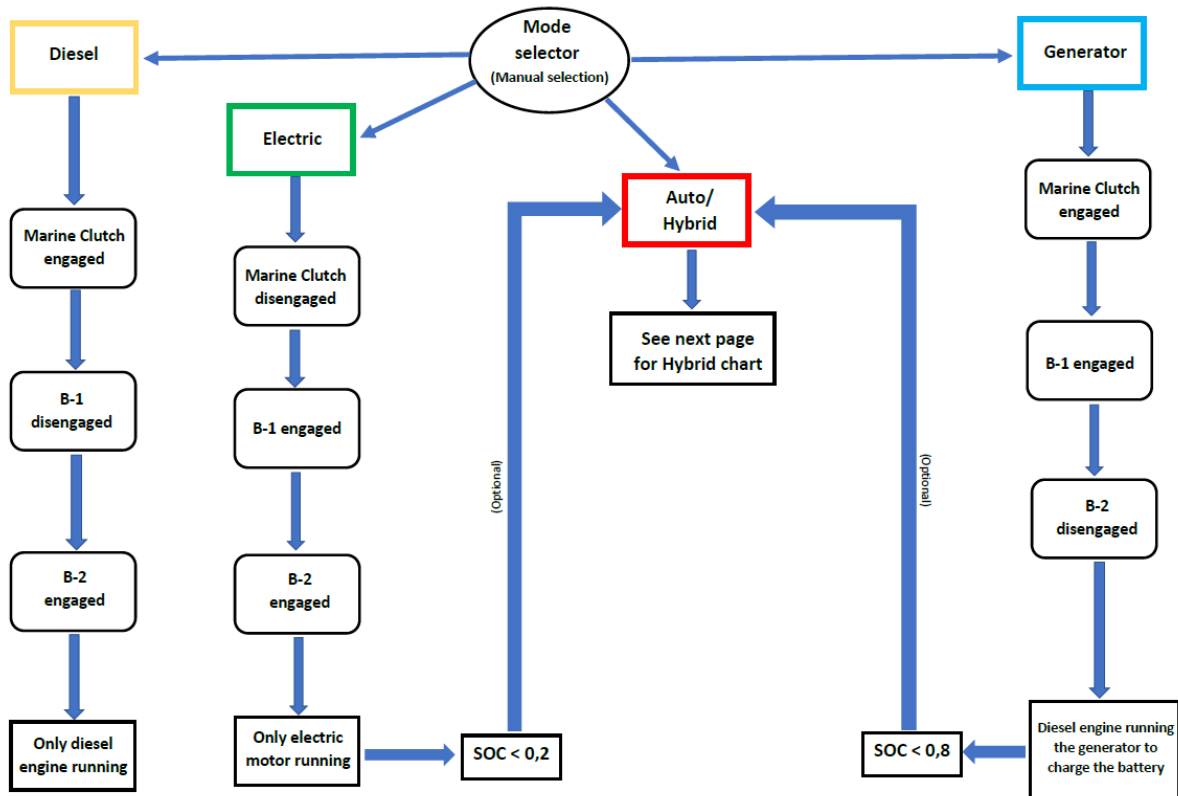 Mode
selector
(Manual selection)
Diesel
Generator
Electric
Auto/
Hybrid
Marine Clutch
engaged
Marine Clutch
disengaged
Marine Clutch
engaged
See next page
for Hybrid chart
B-1
disengaged
B-1 engaged
B-1 engaged
(Optional)
(Optional)
B-2
engaged
B-2
engaged
B-2
disengaged
Only diesel
engine running
Only electric
motor running
SOC < 0,2
SOC < 0,8
Diesel engine running
the generator to
charge the battery